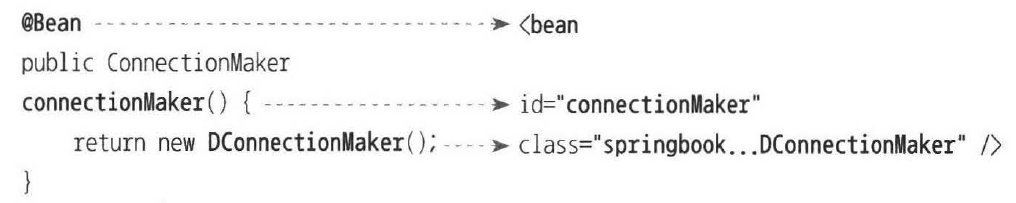 @Bean <bean
public ConnectionMaker
connectionMaker() { id="connectionMaker"
return new DConnectionMaker(); class="springbook...DConnectionMaker" />
}